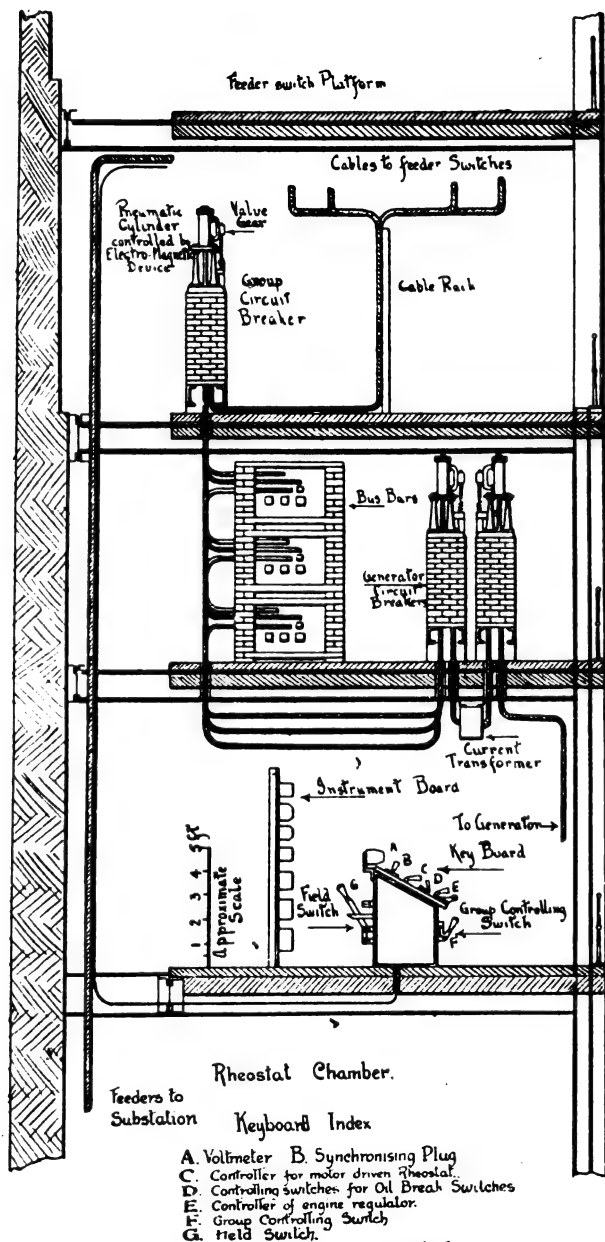 Feeder switch Platform
Cables to feeder Switches
Pneumatic
Cylinder
controlled by
Electro-Magnetic
Device
Valve
Gear
Group
Circuit
Breaker
Cable Rack
Bus Bars
Generator
Circuit
Breakers
Current
Transformer
Instrument Board
To Generator
5 ft
4
3
2
1
Approximate
Scale
A
B
C
D
E
F
G
Key Board
Field
Switch
Group Controlling
Switch
Rheostat Chamber.
Feeders to
Substation
Keyboard Index
A. Voltmeter B. Synchronising Plug
C. Controller for motor driven Rheostat.
D. Controlling switches for Oil Break Switches
E. Controller of engine regulator.
F. Group Controlling Switch
G. Field Switch.